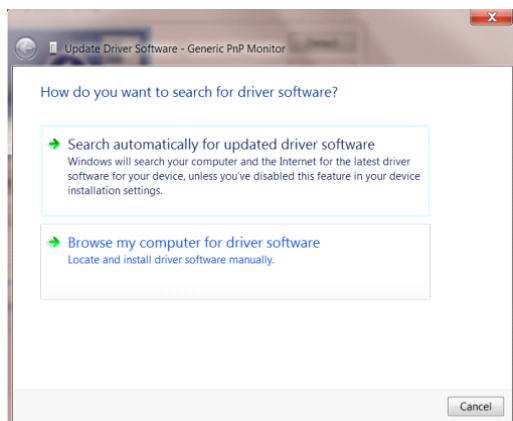 Update Driver Software - Generic PnP Monitor
How do you want to search for driver software?
Search automatically for updated driver software
Windows will search your computer and the Internet for the latest driver
software for your device, unless you've disabled this feature in your device
installation settings.
Browse my computer for driver software
Locate and install driver software manually.
Cancel